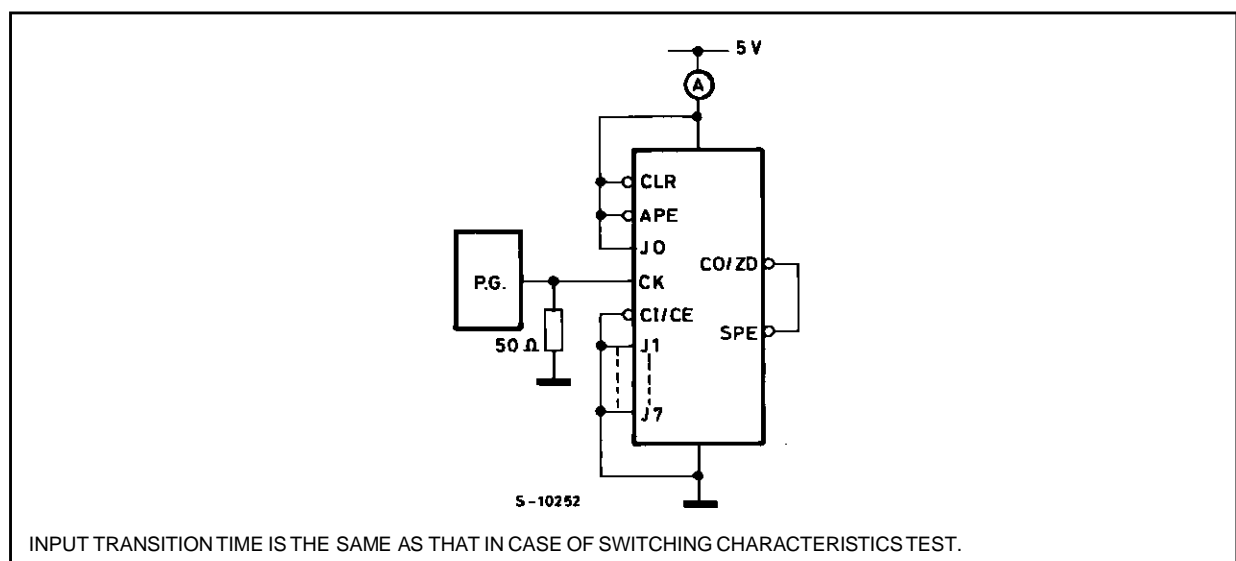 5 V
A
CLR
APE
JO
P.G.
CK
CO/ZD
CI/CE
SPE
50 Ω
J1
J7
S-10252
INPUT TRANSITION TIME IS THE SAME AS THAT IN CASE OF SWITCHING CHARACTERISTICS TEST.